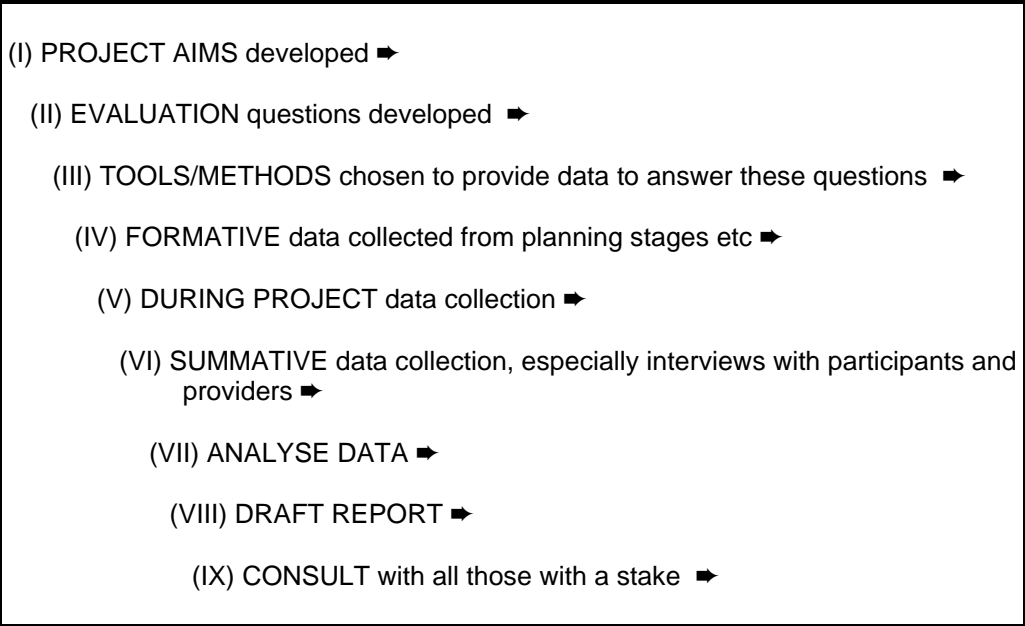 (I) PROJECT AIMS developed ➨
(II) EVALUATION questions developed ➨
(III) TOOLS/METHODS chosen to provide data to answer these questions ➨
(IV) FORMATIVE data collected from planning stages etc ➨
(V) DURING PROJECT data collection ➨
(VI) SUMMATIVE data collection, especially interviews with participants and
providers ➨
(VII) ANALYSE DATA ➨
(VIII) DRAFT REPORT ➨
(IX) CONSULT with all those with a stake ➨